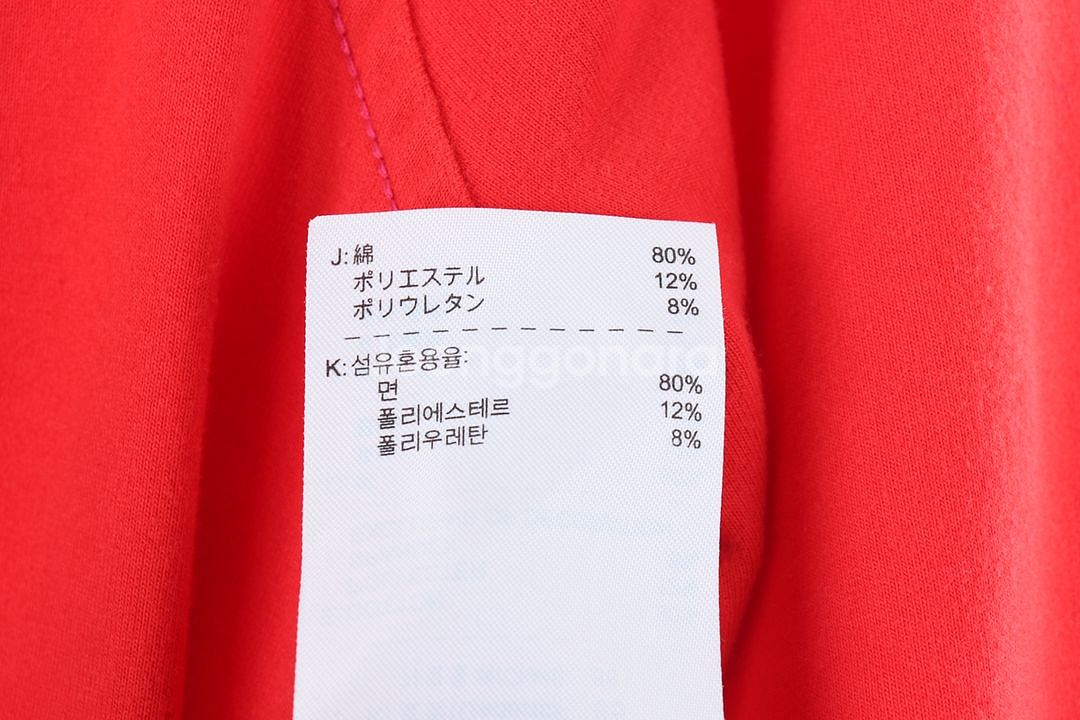 J:綿 80%
ポリエステル 12%
ポリウレタン 8%
K:섬유혼용율:
면 80%
폴리에스테르 12%
폴리우레탄 8%